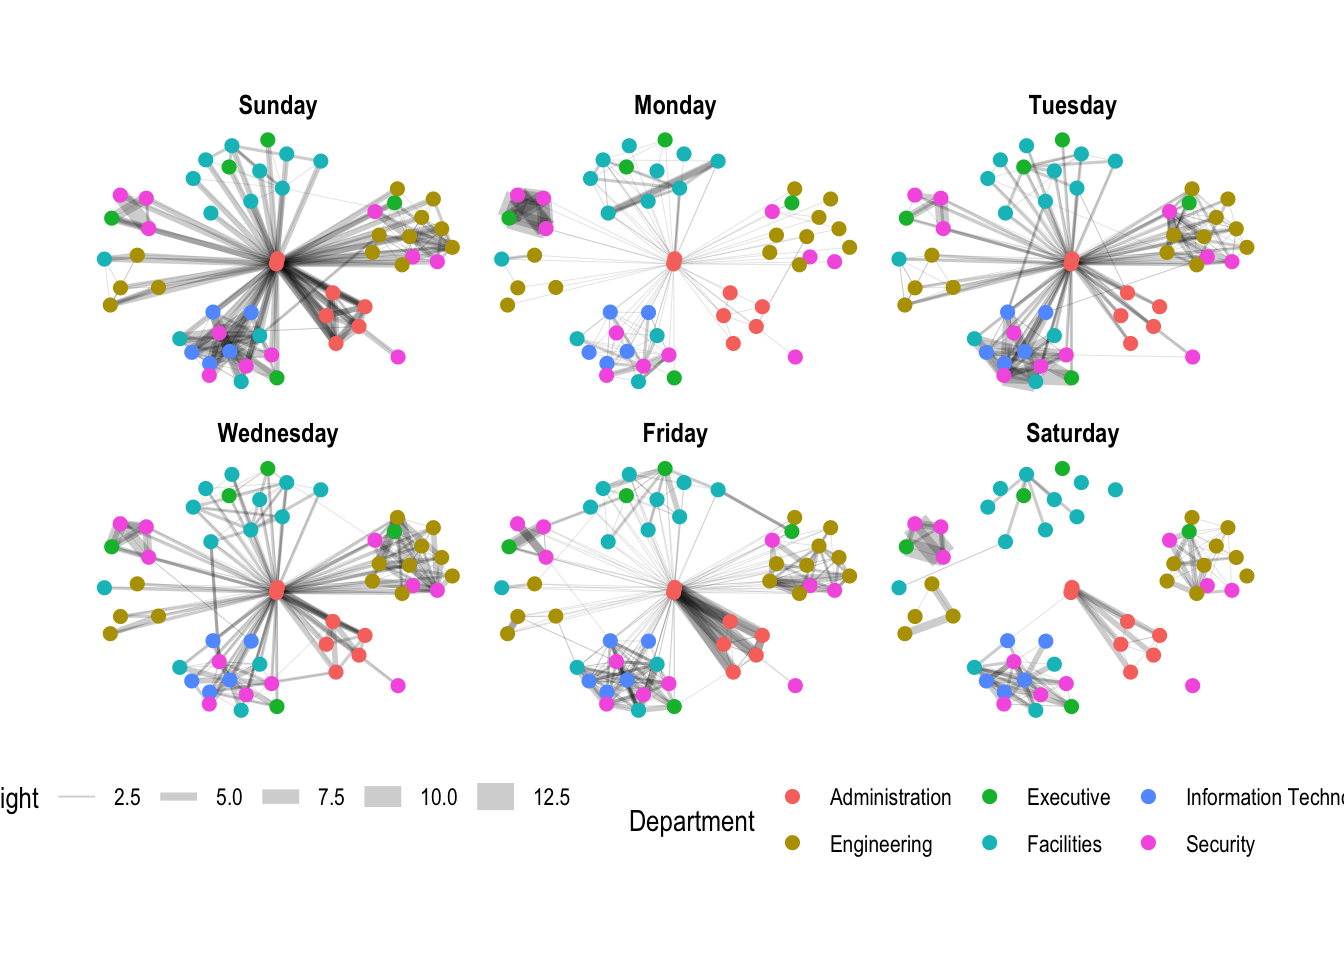 Sunday
Monday
Tuesday
Wednesday
Friday
Saturday
ight 2.5 5.0 7.5 10.0 12.5
Department
Administration Executive Information Techno
Engineering Facilities Security